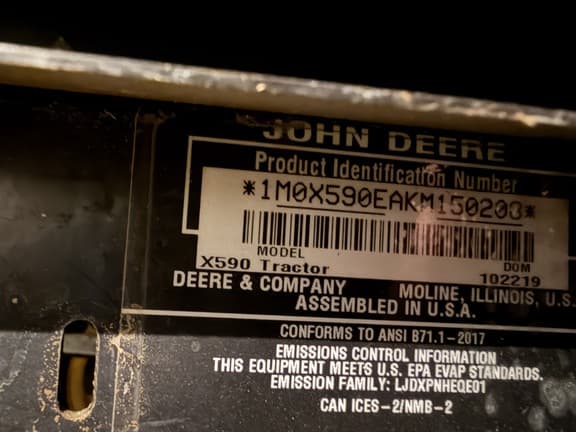 JOHN DEERE
Product Identification Number
*1M0X590EAKM150203*
MODEL DOM
X590 Tractor 102219
DEERE & COMPANY MOLINE, ILLINOIS, U.S.
ASSEMBLED IN U.S.A.
CONFORMS TO ANSI B71.1-2017
EMISSIONS CONTROL INFORMATION
THIS EQUIPMENT MEETS U.S. EPA EVAP STANDARDS.
EMISSION FAMILY: LJDXPNHEQE01
CAN ICES-2/NMB-2